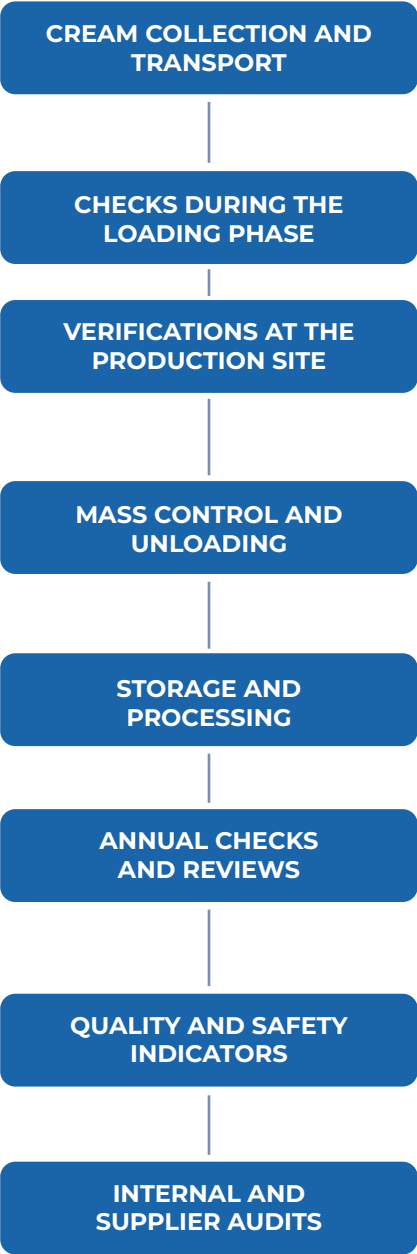 CREAM COLLECTION AND
TRANSPORT
CHECKS DURING THE
LOADING PHASE
VERIFICATIONS AT THE
PRODUCTION SITE
MASS CONTROL AND
UNLOADING
STORAGE AND
PROCESSING
ANNUAL CHECKS
AND REVIEWS
QUALITY AND SAFETY
INDICATORS
INTERNAL AND
SUPPLIER AUDITS